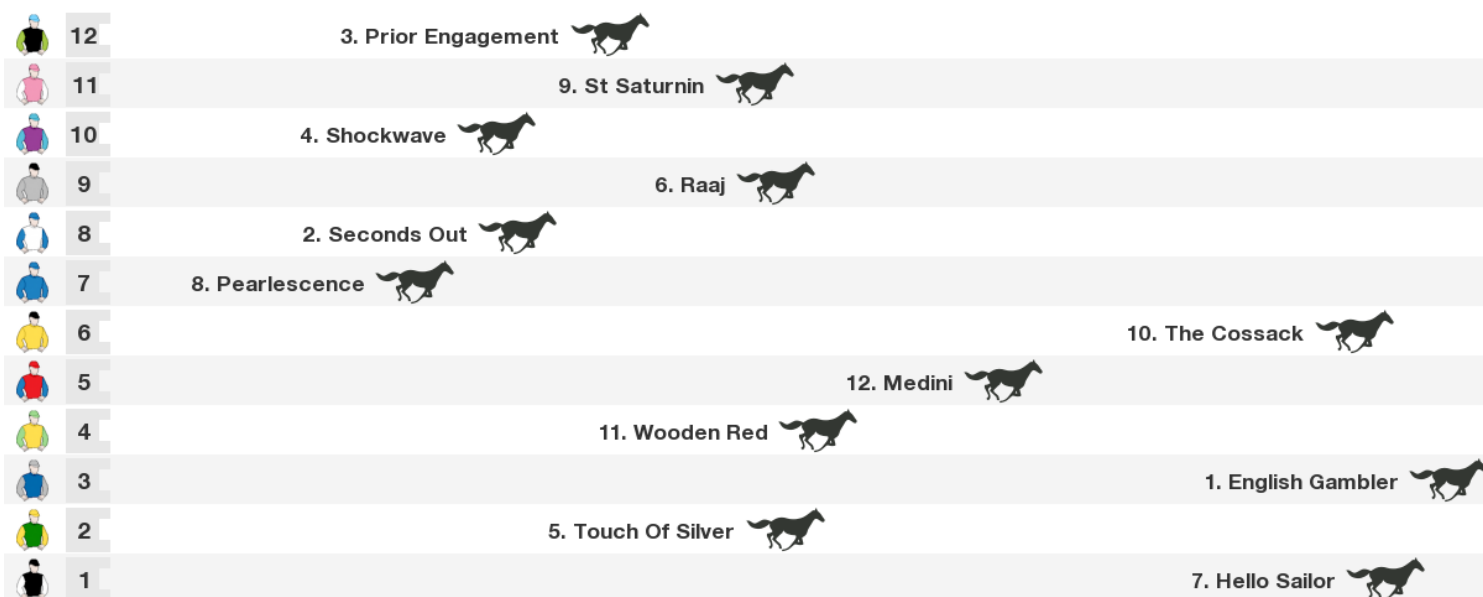 12 3. Prior Engagement
11 9. St Saturnin
10 4. Shockwave
9 6. Raaj
8 2. Seconds Out
7 8. Pearlescence
6 10. The Cossack
5 12. Medini
4 11. Wooden Red
3 1. English Gambler
2 5. Touch Of Silver
1 7. Hello Sailor